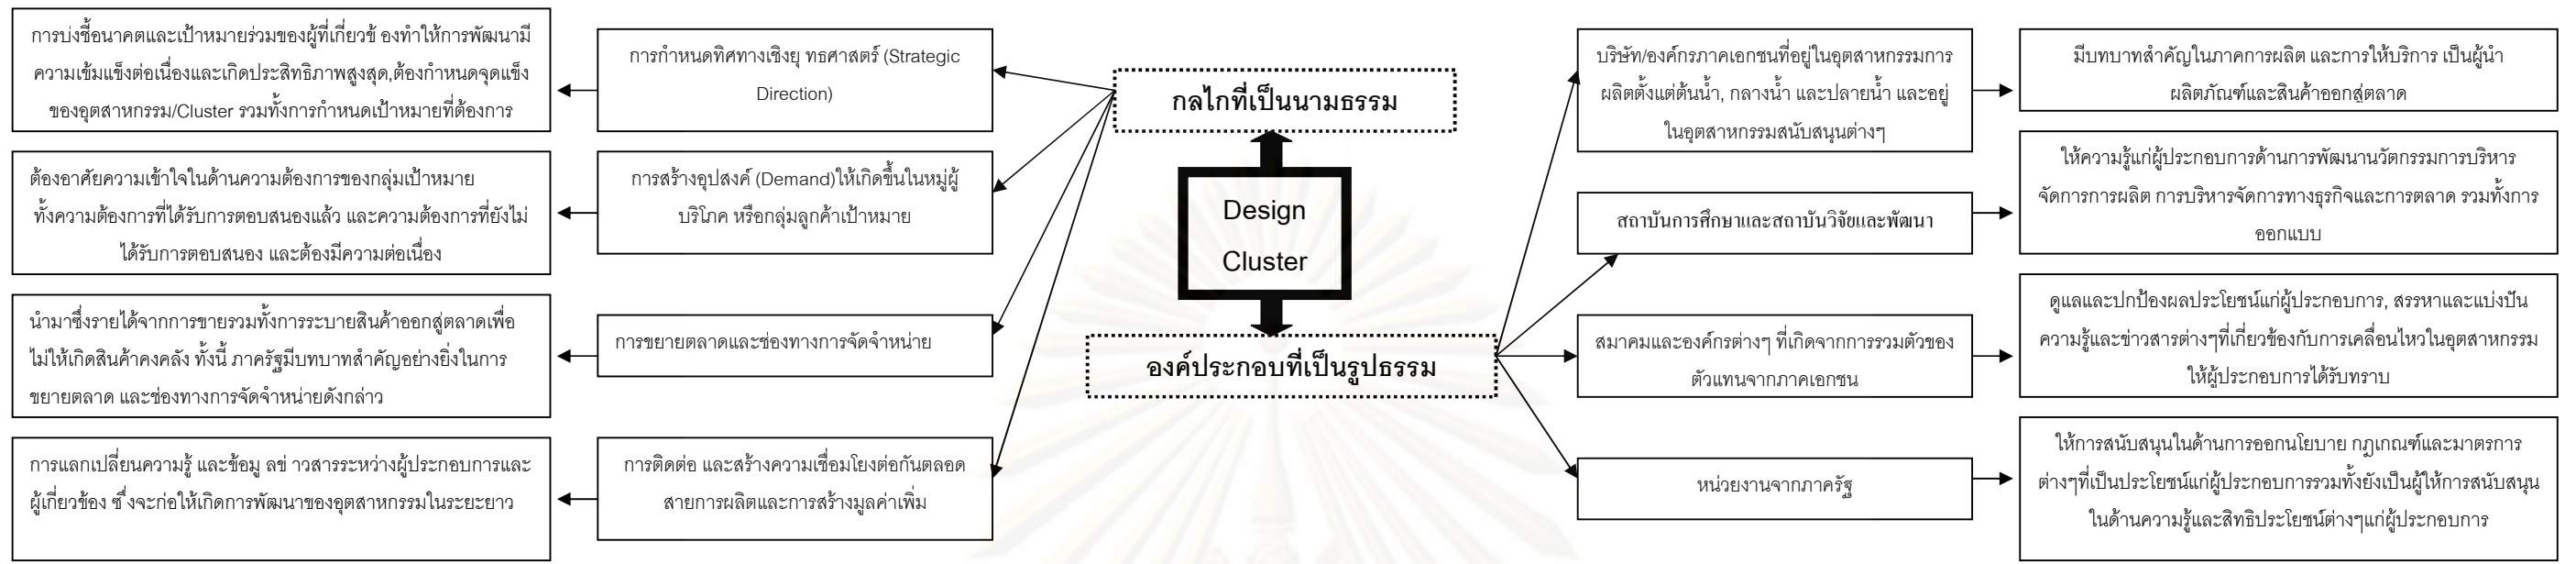 การบ่งชี้อนาคตและเป้าหมายร่วมของผู้ที่เกี่ยวข้ องทำให้การพัฒนามี
ความเข้มแข็งต่อเนื่องและเกิดประสิทธิภาพสูงสุด,ต้องกำหนดจุดแข็ง
ของอุตสาหกรรม/Cluster รวมทั้งการกำหนดเป้าหมายที่ต้องการ
ต้องอาศัยความเข้าใจในด้านความต้องการของกลุ่มเป้าหมาย
ทั้งความต้องการที่ได้รับการตอบสนองแล้ว และความต้องการที่ยังไม่
ได้รับการตอบสนอง และต้องมีความต่อเนื่อง
นำมาซึ่งรายได้จากการขายรวมทั้งการระบายสินค้าออกสู่ตลาดเพื่อ
ไม่ให้เกิดสินค้าคงคลัง ทั้งนี้ ภาครัฐมีบทบาทสำคัญอย่างยิ่งในการ
ขยายตลาด และช่องทางการจัดจำหน่ายดังกล่าว
การแลกเปลี่ยนความรู้ และข้อมู ลข่ าวสารระหว่างผู้ประกอบการและ
ผู้เกี่ยวข้อง ซึ่ งจะก่อให้เกิดการพัฒนาของอุตสาหกรรมในระยะยาว
การกำหนดทิศทางเชิงยุ ทธศาสตร์ (Strategic
Direction)
การสร้างอุปสงค์ (Demand)ให้เกิดขึ้นในหมู่ผู้
บริโภค หรือกลุ่มลูกค้าเป้าหมาย
การขยายตลาดและช่องทางการจัดจำหน่าย
การติดต่อ และสร้างความเชื่อมโยงต่อกันตลอด
สายการผลิตและการสร้างมูลค่าเพิ่ม
กลไกที่เป็นนามธรรม
Design
Cluster
องค์ประกอบที่เป็นรูปธรรม
บริษัท/องค์กรภาคเอกชนที่อยู่ในอุตสาหกรรมการ
ผลิตตั้งแต่ต้นน้ำ, กลางน้ำ และปลายน้ำ และอยู่
ในอุตสาหกรรมสนับสนุนต่างๆ
สถาบันการศึกษาและสถาบันวิจัยและพัฒนา
สมาคมและองค์กรต่างๆ ที่เกิดจากการรวมตัวของ
ตัวแทนจากภาคเอกชน
หน่วยงานจากภาครัฐ
มีบทบาทสำคัญในภาคการผลิต และการให้บริการ เป็นผู้นำ
ผลิตภัณฑ์และสินค้าออกสู่ตลาด
ให้ความรู้แก่ผู้ประกอบการด้านการพัฒนานวัตกรรมการบริหาร
จัดการการผลิต การบริหารจัดการทางธุรกิจและการตลาด รวมทั้งการ
ออกแบบ
ดูแลและปกป้องผลประโยชน์แก่ผู้ประกอบการ, สรรหาและแบ่งปัน
ความรู้และข่าวสารต่างๆที่เกี่ยวข้องกับการเคลื่อนไหวในอุตสาหกรรม
ให้ผู้ประกอบการได้รับทราบ
ให้การสนับสนุนในด้านการออกนโยบาย กฎเกณฑ์และมาตรการ
ต่างๆที่เป็นประโยชน์แก่ผู้ประกอบการรวมทั้งยังเป็นผู้ให้การสนับสนุน
ในด้านความรู้และสิทธิประโยชน์ต่างๆแก่ผู้ประกอบการ